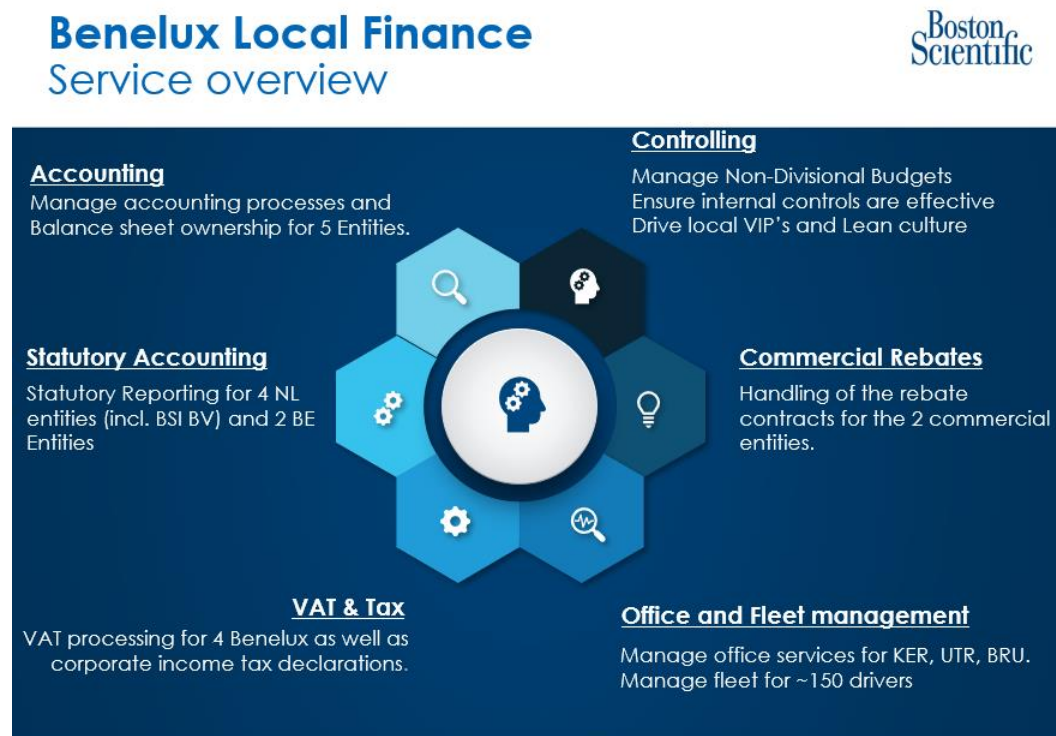 Benelux Local Finance
Service overview
Boston
Scientific
Accounting
Manage accounting processes and
Balance sheet ownership for 5 Entities.
Controlling
Manage Non-Divisional Budgets
Ensure internal controls are effective
Drive local VIP's and Lean culture
Statutory Accounting
Statutory Reporting for 4 NL
entities (incl. BSI BV) and 2 BE
Entities
Commercial Rebates
Handling of the rebate
contracts for the 2 commercial
entities.
VAT & Tax
VAT processing for 4 Benelux as well as
corporate income tax declarations.
Office and Fleet management
Manage office services for KER, UTR, BRU.
Manage fleet for ~150 drivers